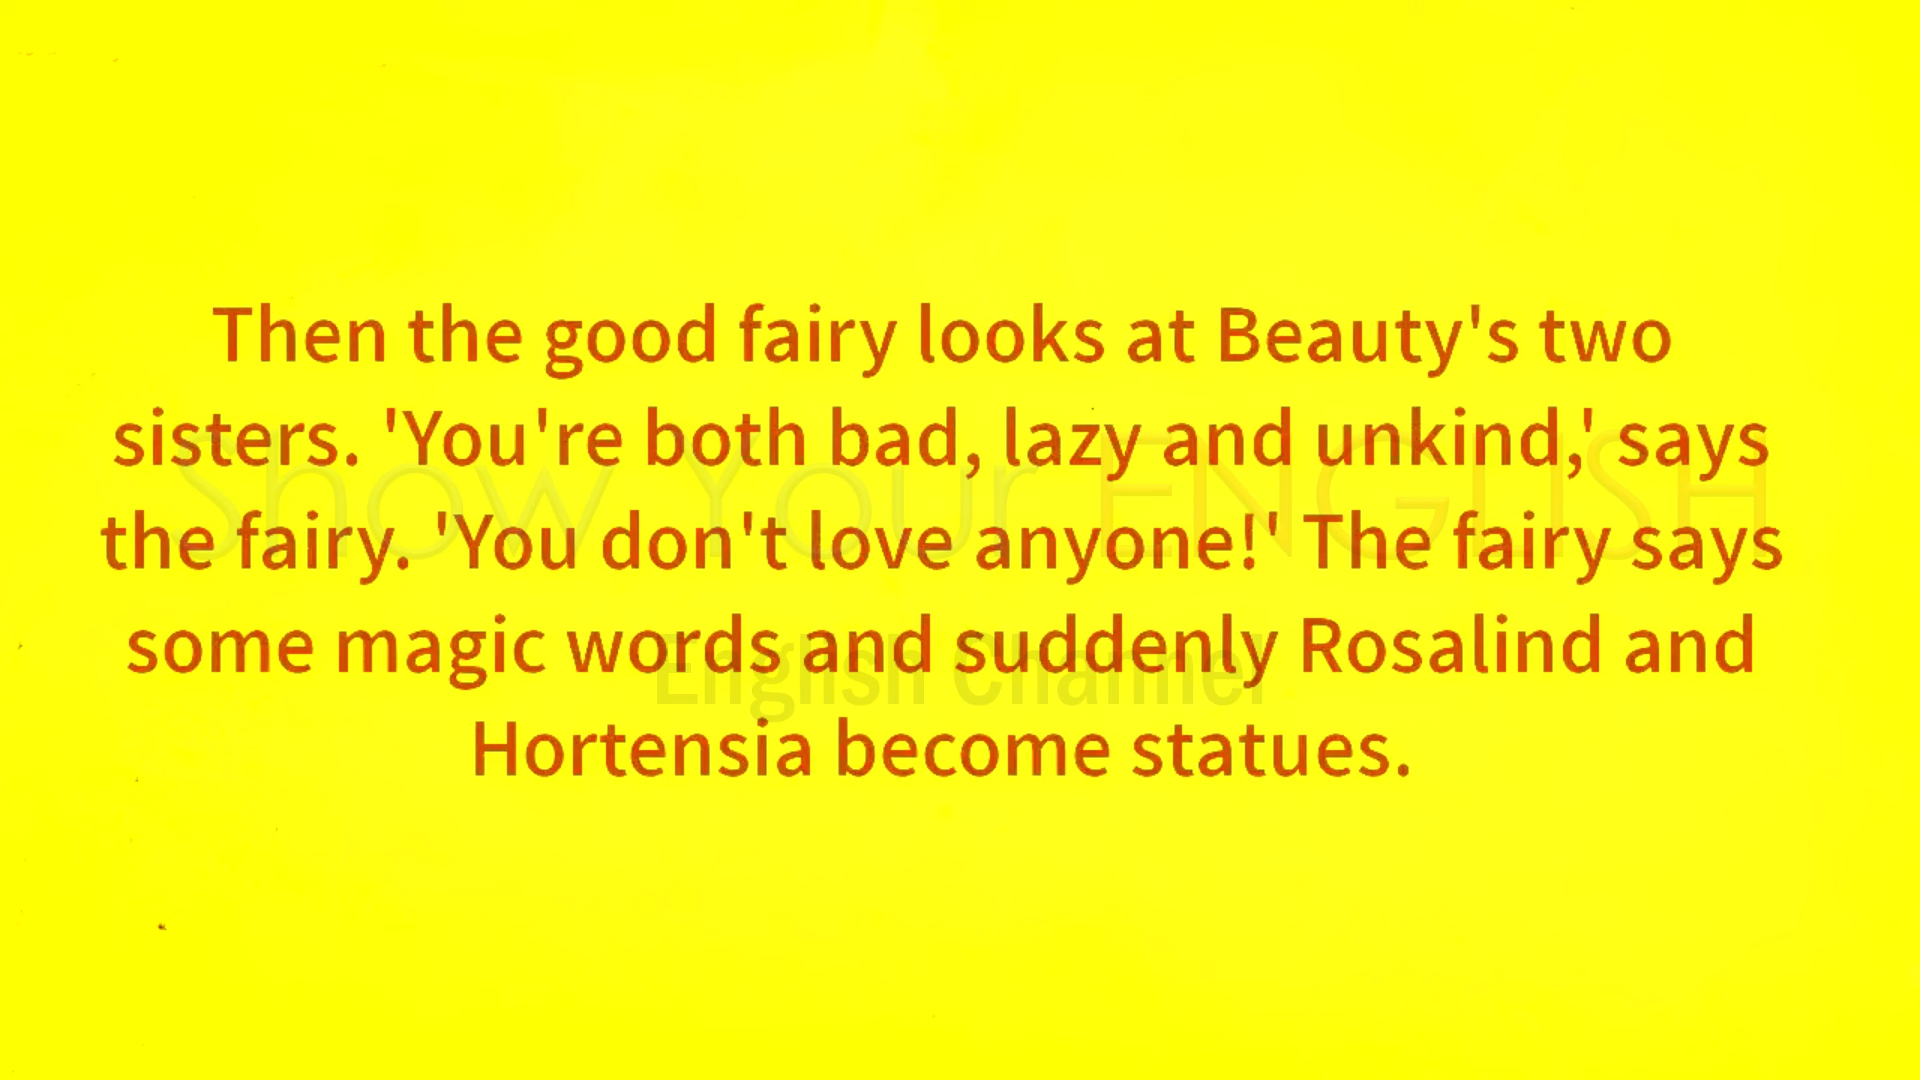 Then the good fairy looks at Beauty's two
sisters. 'You're both bad, lazy and unkind,' says
the fairy. 'You don't love anyone!' The fairy says
some magic words and suddenly Rosalind and
Hortensia become statues.
Show Your ENGLISH
English Channel